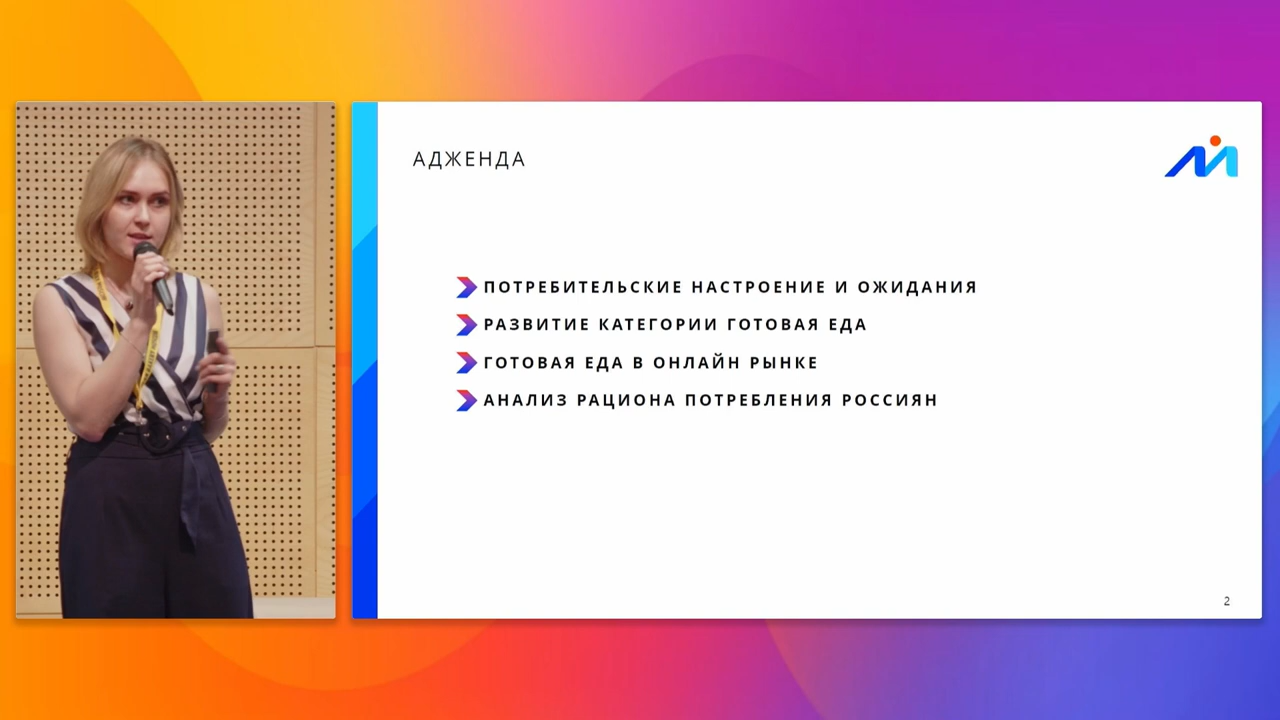 АДЖЕНДА
ПОТРЕБИТЕЛЬСКИЕ НАСТРОЕНИЕ И ОЖИДАНИЯ
РАЗВИТИЕ КАТЕГОРИИ ГОТОВАЯ ЕДА
ГОТОВАЯ ЕДА В ОНЛАЙН РЫНКЕ
АНАЛИЗ РАЦИОНА ПОТРЕБЛЕНИЯ РОССИЯН
2